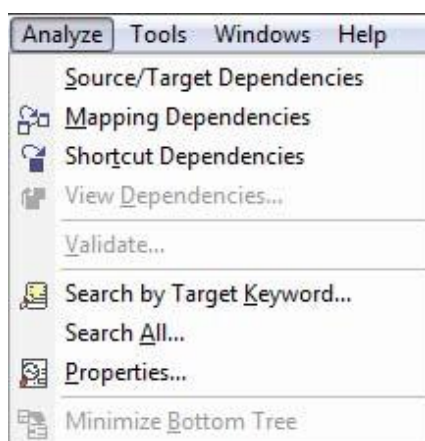 Analyze Tools Windows Help
Source/Target Dependencies
Mapping Dependencies
Shortcut Dependencies
View Dependencies...
Validate...
Search by Target Keyword...
Search All...
Properties...
Minimize Bottom Tree